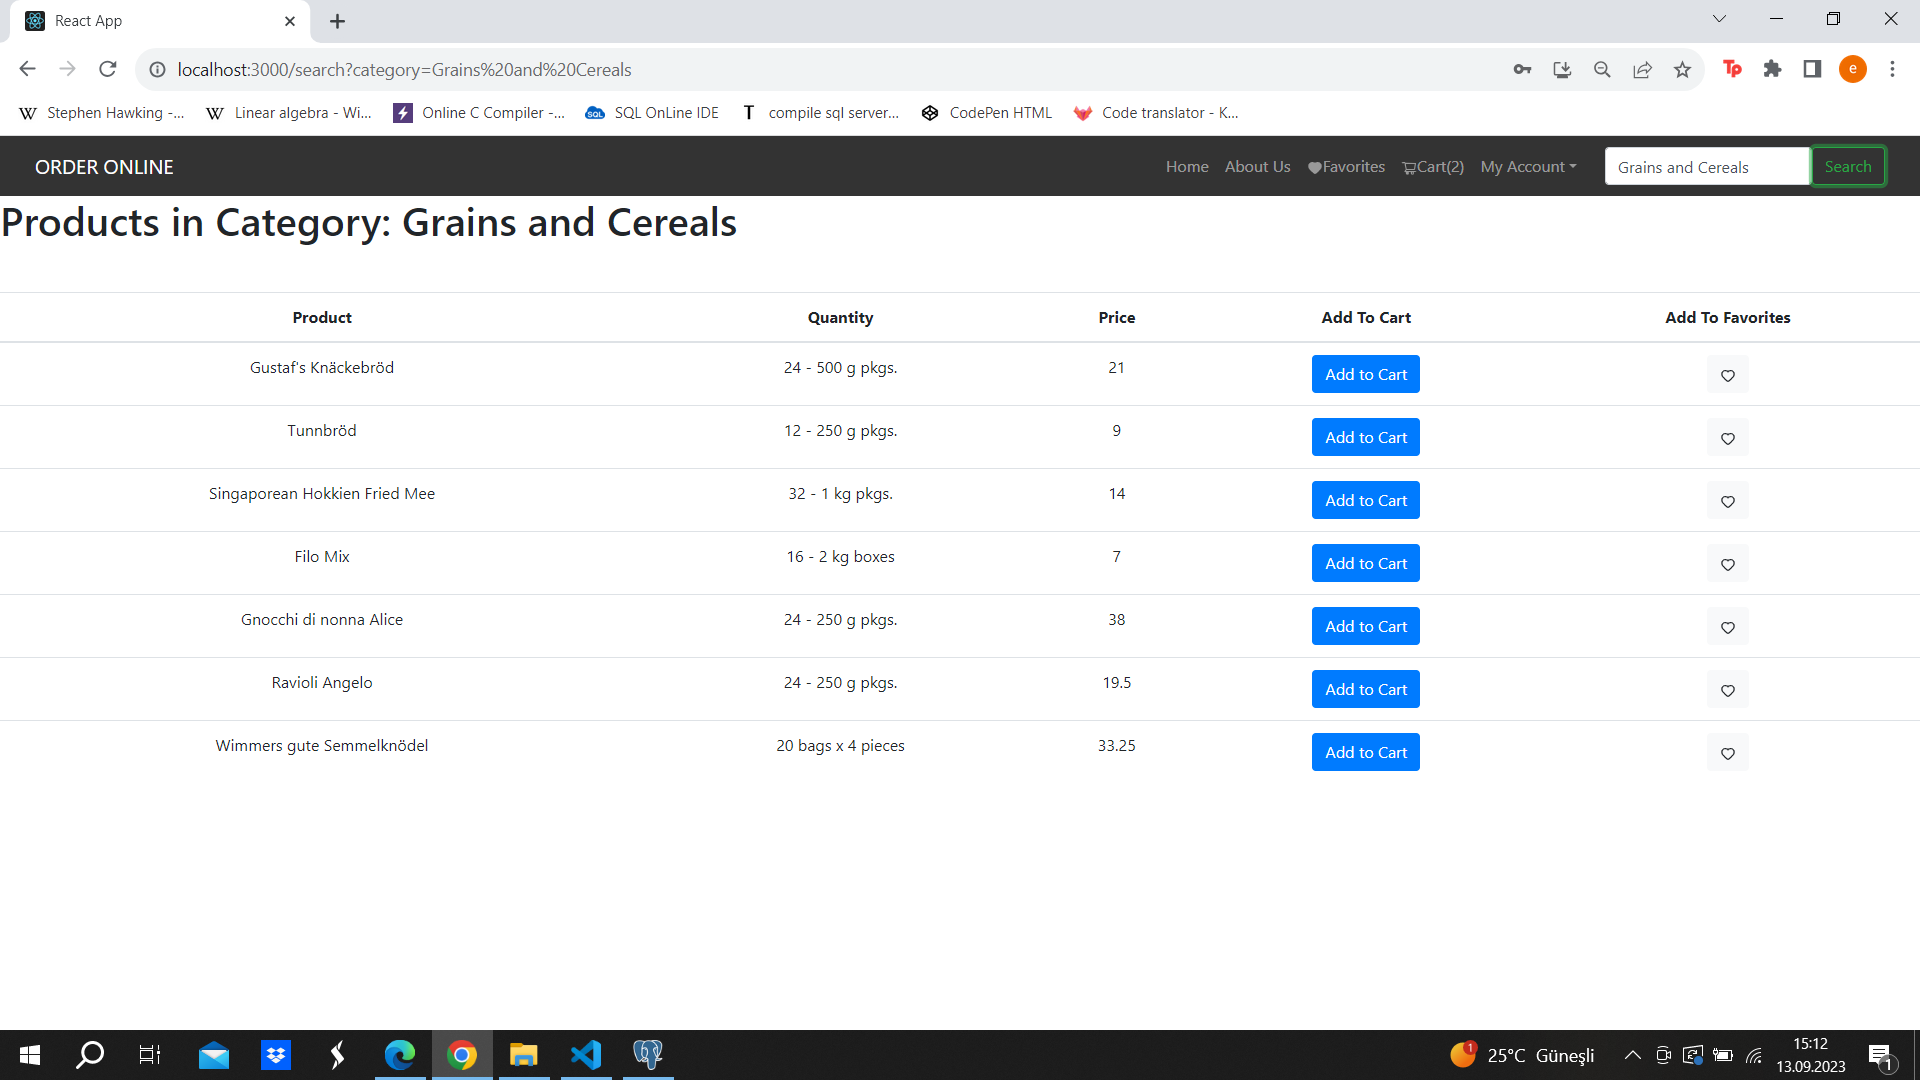 React App
localhost:3000/search?category=Grains%20and%20Cereals
Tp
e
W Stephen Hawking -... W Linear algebra - Wi... Online C Compiler -... SQL SQL OnLine IDE T compile sql server... CodePen HTML Code translator - K...
ORDER ONLINE Home About Us Favorites Cart(2) My Account Grains and Cereals Search
Products in Category: Grains and Cereals
Product Quantity Price Add To Cart Add To Favorites
Gustaf's Knäckebröd 24 - 500 g pkgs. 21 Add to Cart
Tunnbröd 12 - 250 g pkgs. 9 Add to Cart
Singaporean Hokkien Fried Mee 32 - 1 kg pkgs. 14 Add to Cart
Filo Mix 16 - 2 kg boxes 7 Add to Cart
Gnocchi di nonna Alice 24 - 250 g pkgs. 38 Add to Cart
Ravioli Angelo 24 - 250 g pkgs. 19.5 Add to Cart
Wimmers gute Semmelknödel 20 bags x 4 pieces 33.25 Add to Cart
1 25°C Güneşli
15:12
13.09.2023
1